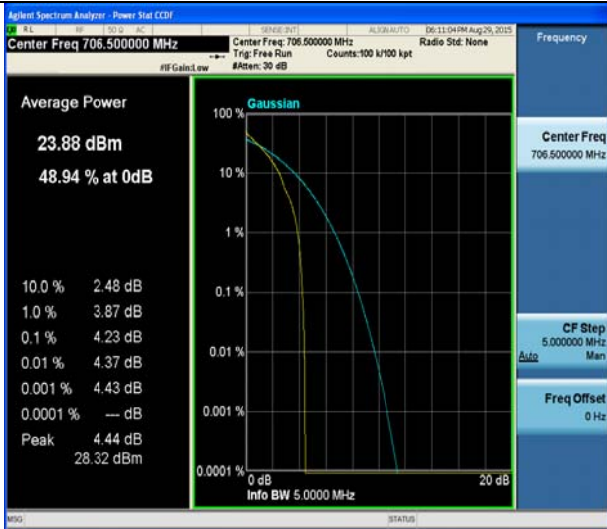 Agilent Spectrum Analyzer - Power Stat CCDF
RL RF 50 Ω AC SENSE:INT ALIGN AUTO 06:11:04 PM Aug 29, 2015
Center Freq 706.500000 MHz
Center Freq: 706.500000 MHz Radio Std: None
Trig: Free Run Counts:100 k/100 kpt
#IFGain:Low #Atten: 30 dB
Frequency
Average Power
23.88 dBm
48.94 % at 0dB
10.0 % 2.48 dB
1.0 % 3.87 dB
0.1 % 4.23 dB
0.01 % 4.37 dB
0.001 % 4.43 dB
0.0001 % --- dB
Peak 4.44 dB
28.32 dBm
Gaussian
100 %
10 %
1 %
0.1 %
0.01 %
0.001 %
0.0001 %
0 dB 20 dB
Info BW 5.0000 MHz
Center Freq
706.500000 MHz
CF Step
5.000000 MHz
Auto Man
Freq Offset
0 Hz
MSG STATUS